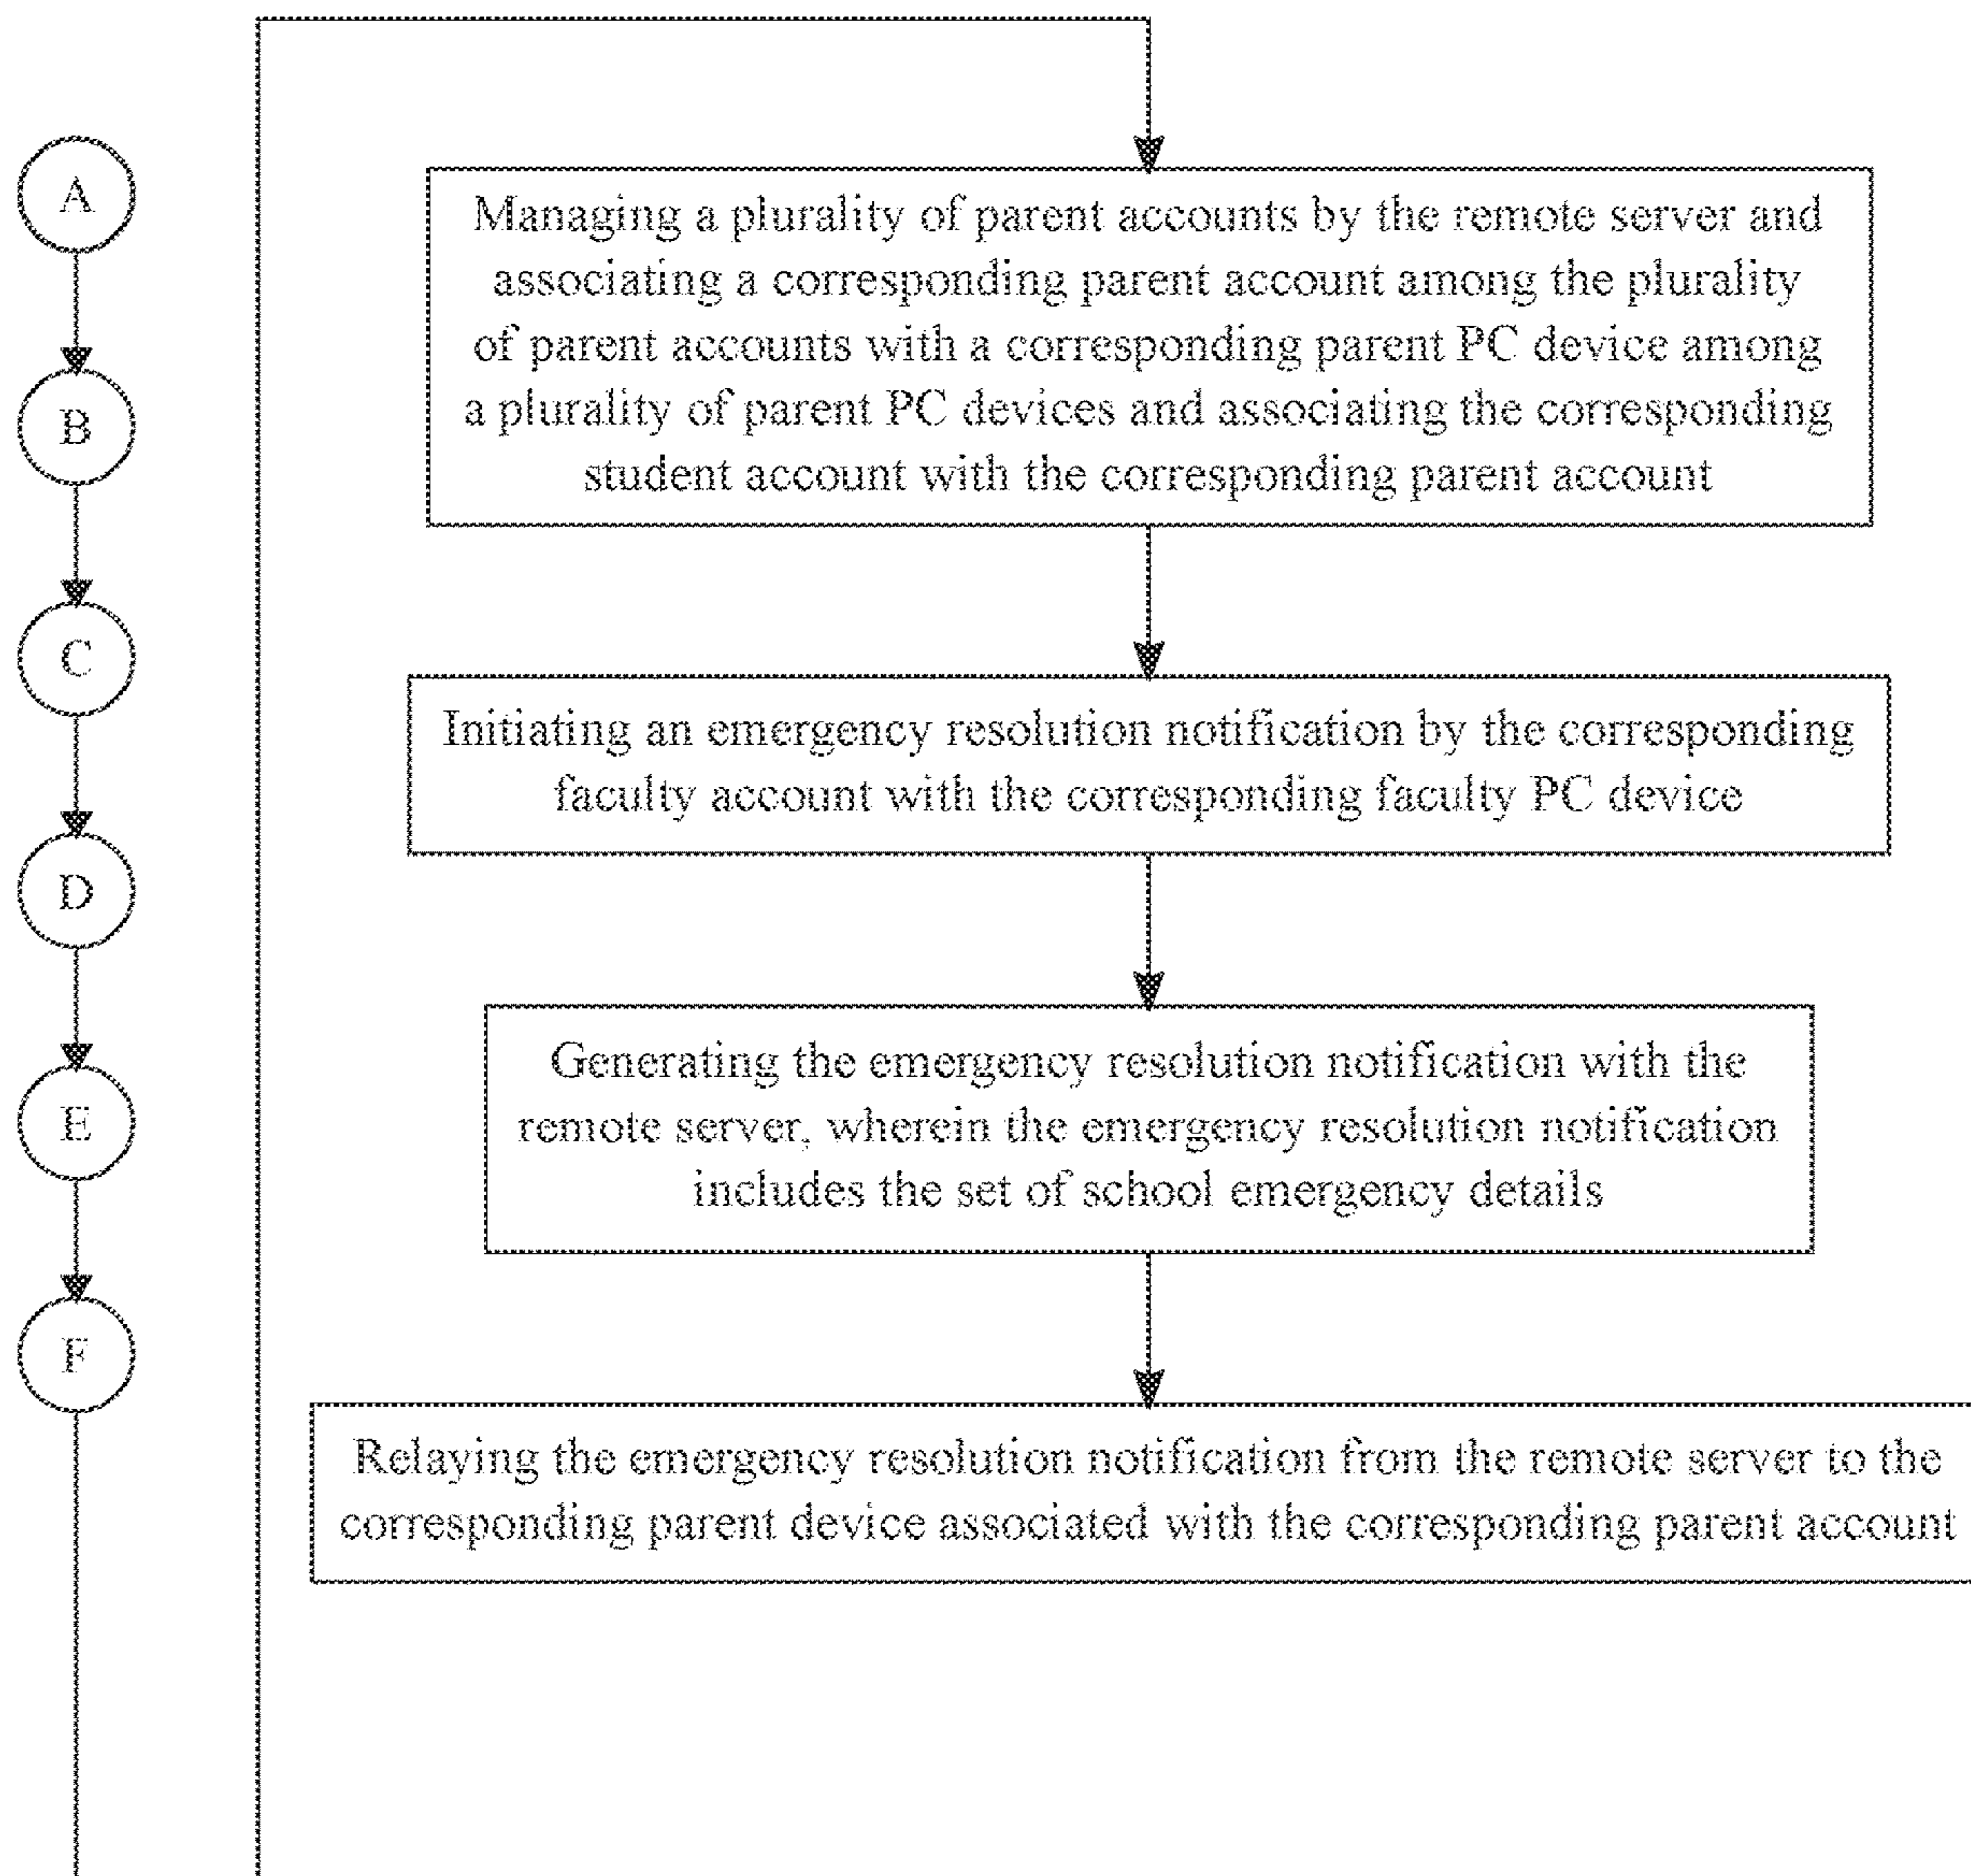 A
B
C
D
E
F
Managing a plurality of parent accounts by the remote server and
associating a corresponding parent account among the plurality
of parent accounts with a corresponding parent PC device among
a plurality of parent PC devices and associating the corresponding
student account with the corresponding parent account
Initiating an emergency resolution notification by the corresponding
faculty account with the corresponding faculty PC device
Generating the emergency resolution notification with the
remote server, wherein the emergency resolution notification
includes the set of school emergency details
Relaying the emergency resolution notification from the remote server to the
corresponding parent device associated with the corresponding parent account